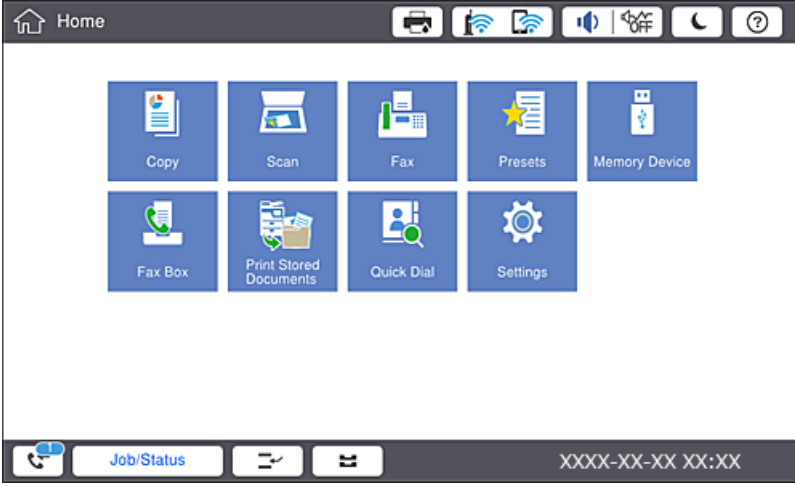 Home
OFF
?
Copy
Scan
Fax
Presets
Memory Device
Fax Box
Print Stored
Documents
Quick Dial
Settings
1
Job/Status
XXXX-XX-XX XX:XX